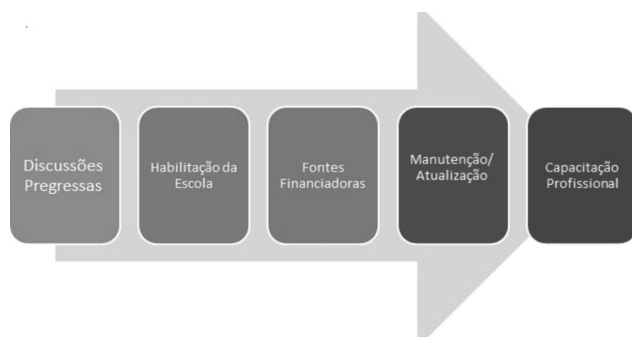 Discussões
Pregressas
Habilitação da
Escola
Fontes
Financiadoras
Manutenção/
Atualização
Capacitação
Profissional